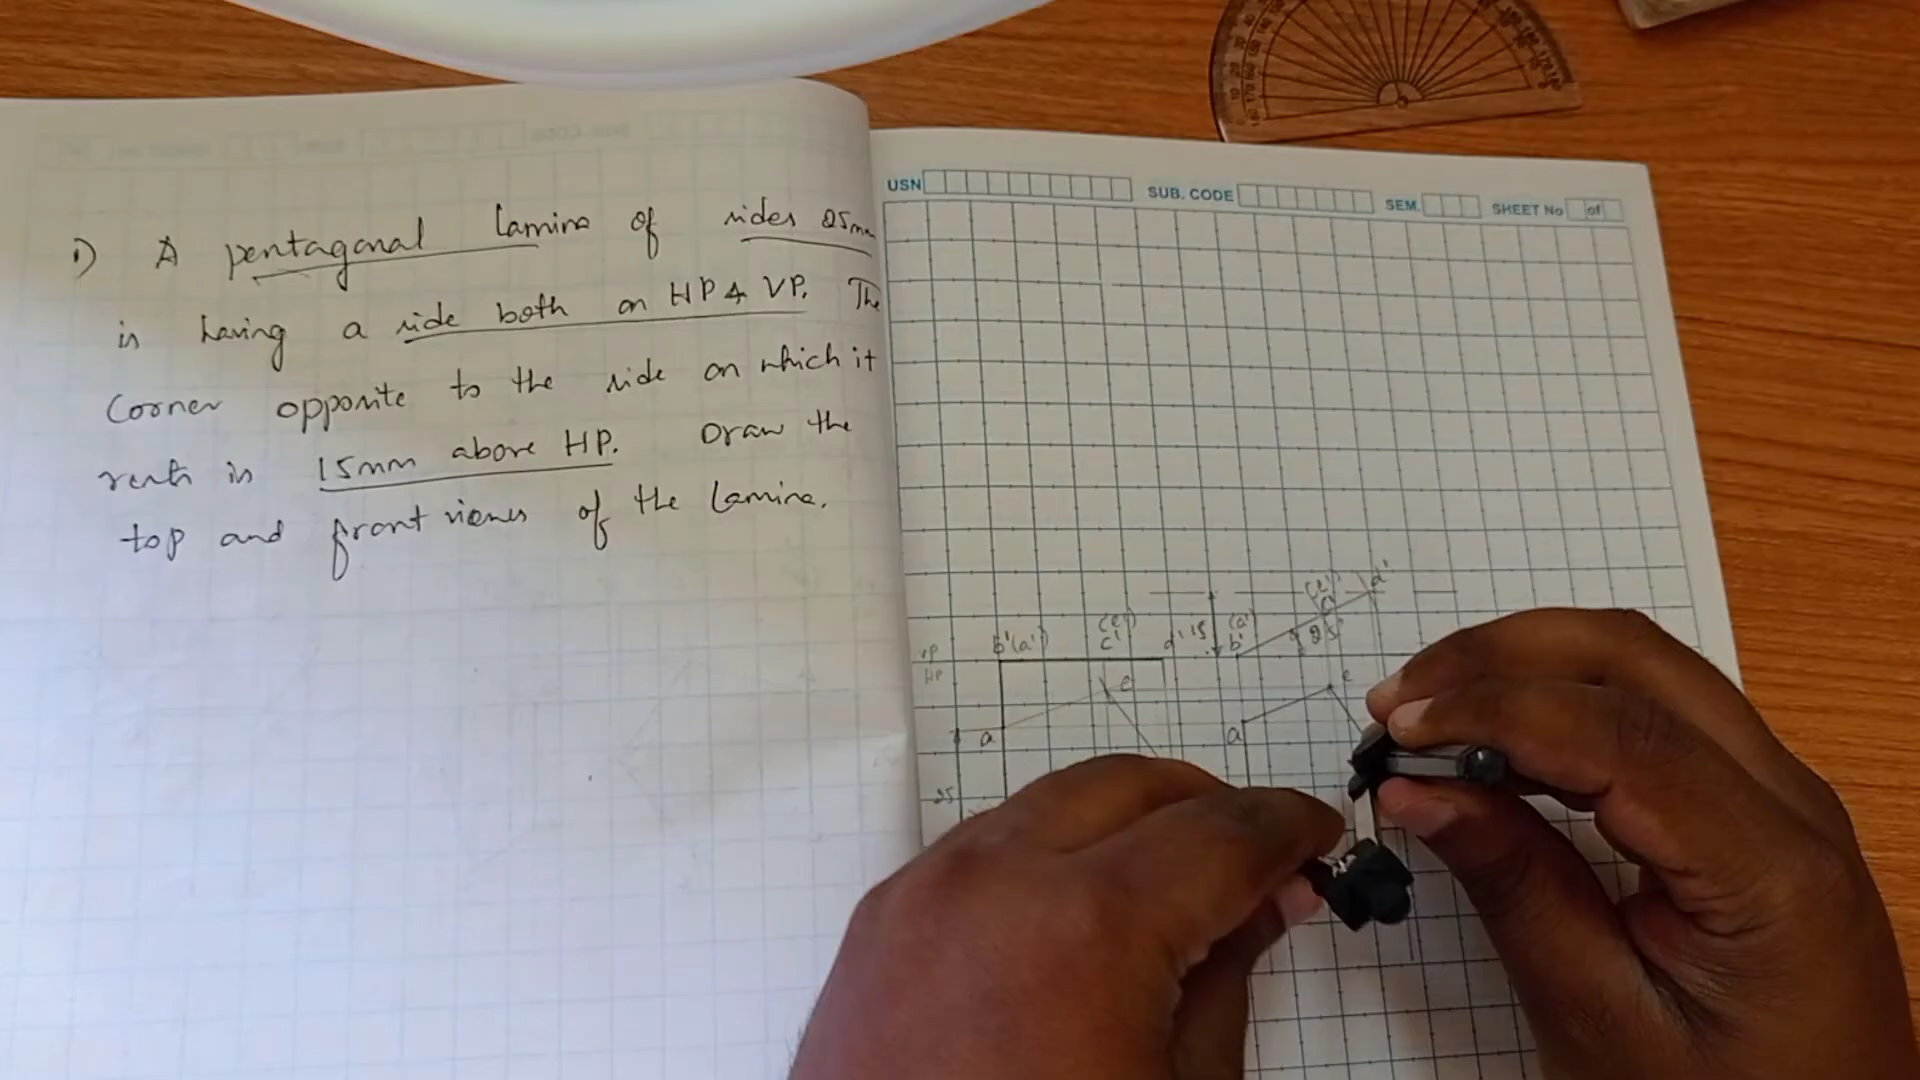 1) A pentagonal lamina of sides 25mm
is having a side both on HP & VP. The
Corner opposite to the side on which it
rests is 15mm above HP. Draw the
top and front views of the lamina.
USN SUB. CODE SEM. SHEET No of
d'
(e')
c'
25
(e')
c'
(a')
b'
15
d'
b'(a')
VP
HP
e
e
a
a
25